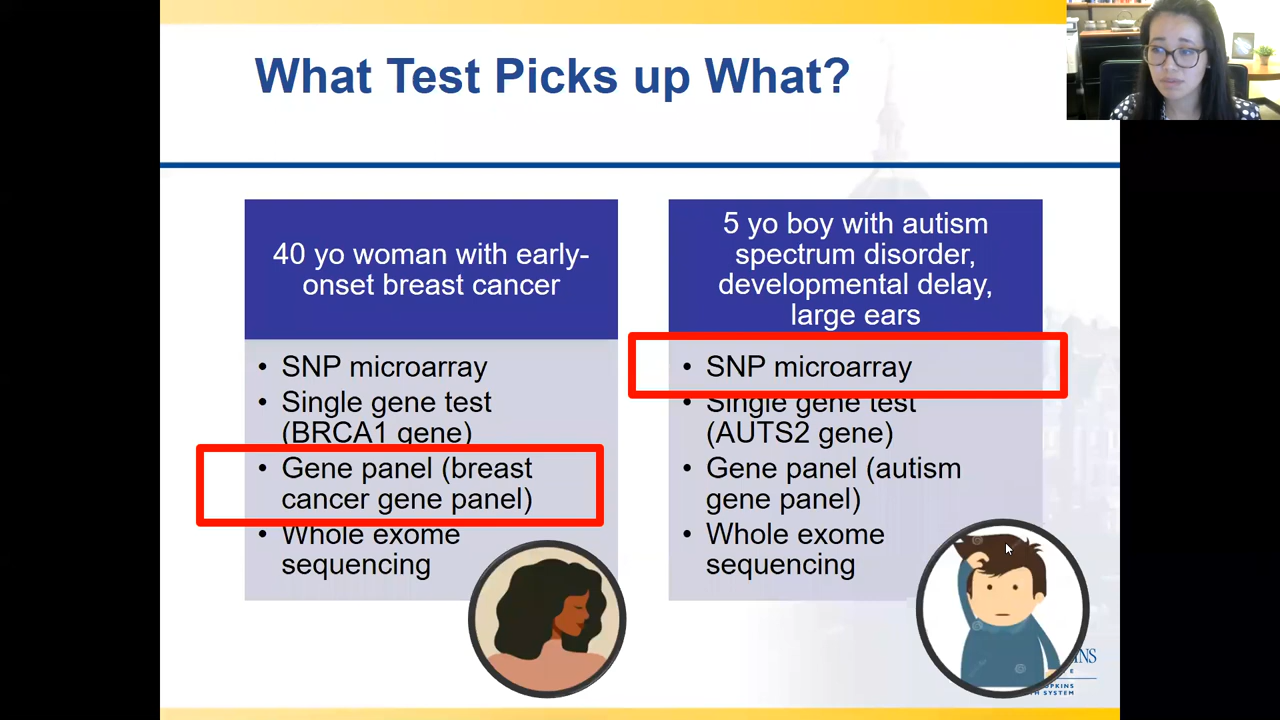 What Test Picks up What?
40 yo woman with early-
onset breast cancer
• SNP microarray
• Single gene test
(BRCA1 gene)
• Gene panel (breast
cancer gene panel)
• Whole exome
sequencing
5 yo boy with autism
spectrum disorder,
developmental delay,
large ears
• SNP microarray
• Single gene test
(AUTS2 gene)
• Gene panel (autism
gene panel)
• Whole exome
sequencing